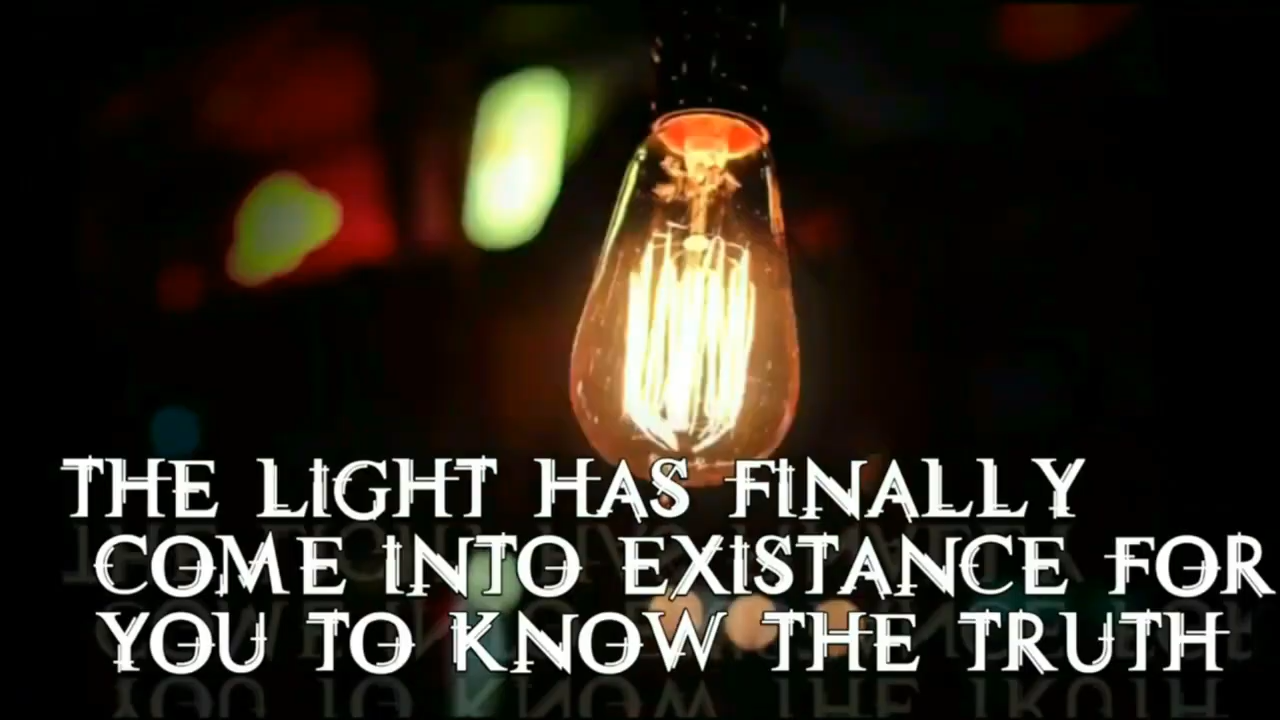 THE LIGHT HAS FINALLY
COME INTO EXISTANCE FOR
YOU TO KNOW THE TRUTH